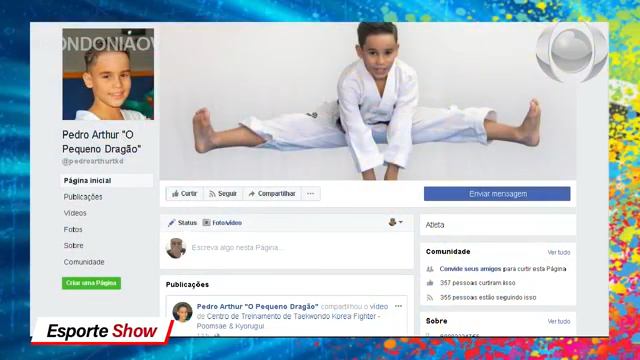 RONDONIAOV
Pedro Arthur "O
Pequeno Dragão"
@pedroarthurtkd
Página inicial
Publicações
Vídeos
Fotos
Sobre
Comunidade
Criar uma Página
Curtir
Seguir
Compartilhar
Enviar mensagem
Status
Foto/vídeo
Escreva algo nesta Página...
Publicações
Pedro Arthur "O Pequeno Dragão" compartilhou o vídeo
de Centro de Treinamento de Taekwondo Korea Fighter -
Poomsae & Kyorugui.
Atleta
Comunidade
Ver tudo
Convide seus amigos para curtir esta Página
357 pessoas curtiram isso
355 pessoas estão seguindo isso
Sobre
Ver tudo
Esporte Show